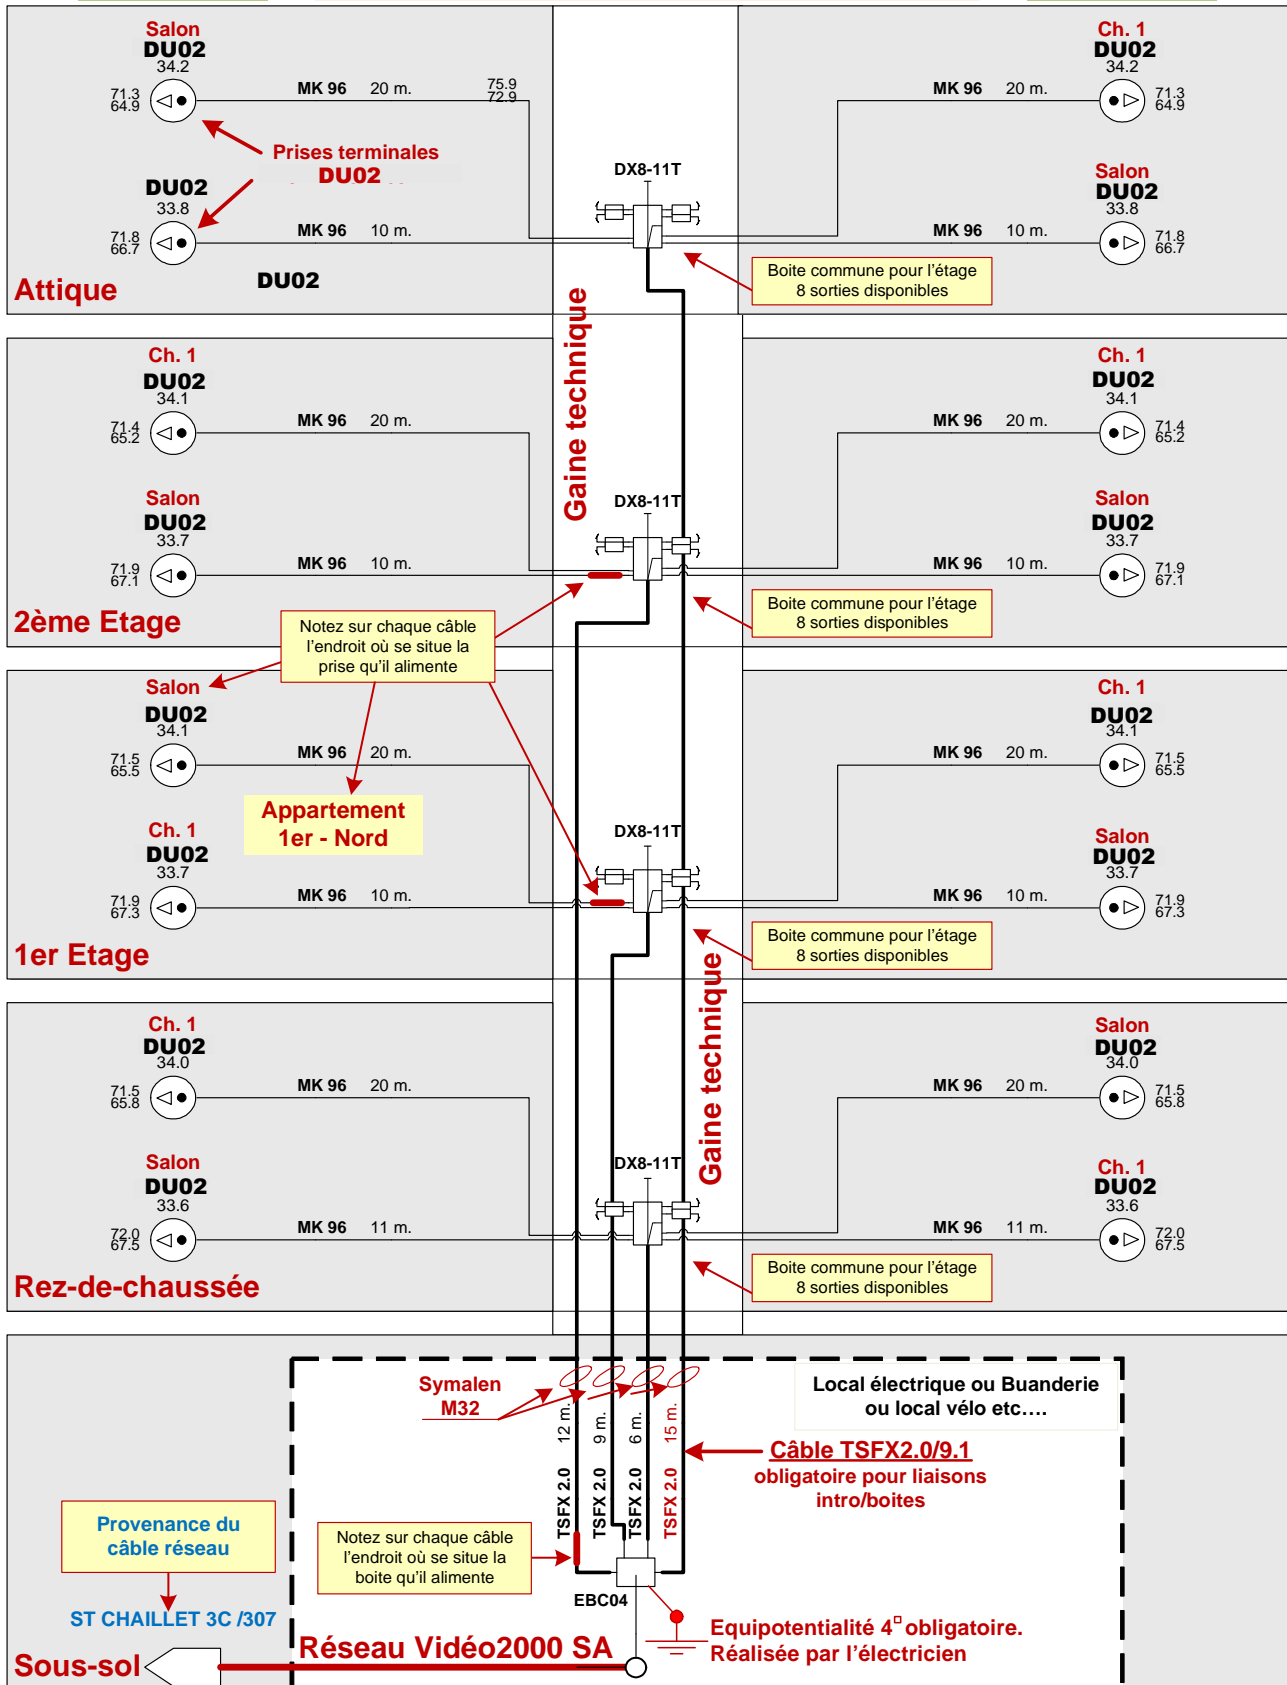 Salon
DU02
34.2
71.3
64.9
MK 96 20 m.
75.9
72.9
Ch. 1
DU02
34.2
MK 96 20 m.
71.3
64.9
Prises terminales
DU02
DX8-11T
DU02
33.8
71.8
66.7
MK 96 10 m.
Salon
DU02
33.8
MK 96 10 m.
71.8
66.7
DU02
Attique
Boite commune pour l'étage
8 sorties disponibles
Gaine technique
Ch. 1
DU02
34.1
71.4
65.2
MK 96 20 m.
Ch. 1
DU02
34.1
MK 96 20 m.
71.4
65.2
Salon
DU02
33.7
71.9
67.1
MK 96 10 m.
DX8-11T
Salon
DU02
33.7
MK 96 10 m.
71.9
67.1
2ème Etage
Boite commune pour l'étage
8 sorties disponibles
Notez sur chaque câble
l'endroit où se situe la
prise qu'il alimente
Salon
DU02
34.1
71.5
65.5
MK 96 20 m.
Ch. 1
DU02
34.1
MK 96 20 m.
71.5
65.5
Appartement
1er - Nord
Ch. 1
DU02
33.7
71.9
67.3
MK 96 10 m.
DX8-11T
Salon
DU02
33.7
MK 96 10 m.
71.9
67.3
1er Etage
Boite commune pour l'étage
8 sorties disponibles
Gaine technique
Ch. 1
DU02
34.0
71.5
65.8
MK 96 20 m.
Salon
DU02
34.0
MK 96 20 m.
71.5
65.8
Salon
DU02
33.6
72.0
67.5
MK 96 11 m.
DX8-11T
Ch. 1
DU02
33.6
MK 96 11 m.
72.0
67.5
Rez-de-chaussée
Boite commune pour l'étage
8 sorties disponibles
Symalen
M32
Local électrique ou Buanderie
ou local vélo etc....
TSFX 2.0 12 m.
TSFX 2.0 9 m.
TSFX 2.0 6 m.
TSFX 2.0 15 m.
Câble TSFX2.0/9.1
obligatoire pour liaisons
intro/boites
Provenance du
câble réseau
Notez sur chaque câble
l'endroit où se situe la
boite qu'il alimente
EBC04
ST CHAILLET 3C /307
Equipotentialité 4□ obligatoire.
Réalisée par l'électricien
Réseau Vidéo2000 SA
Sous-sol